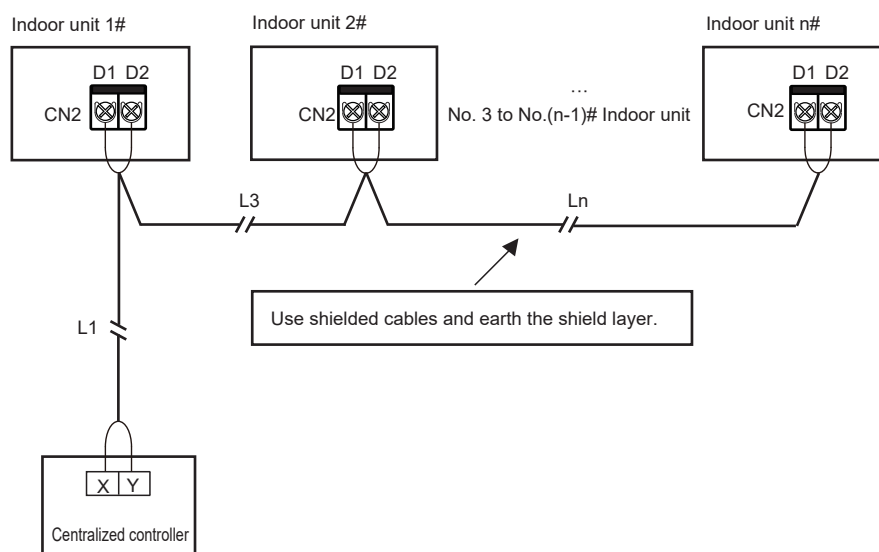 Indoor unit 1#
Indoor unit 2#
Indoor unit n#
D1 D2
D1 D2
D1 D2
CN2
CN2
CN2
...
No. 3 to No.(n-1)# Indoor unit
L3
Ln
Use shielded cables and earth the shield layer.
L1
X Y
Centralized controller